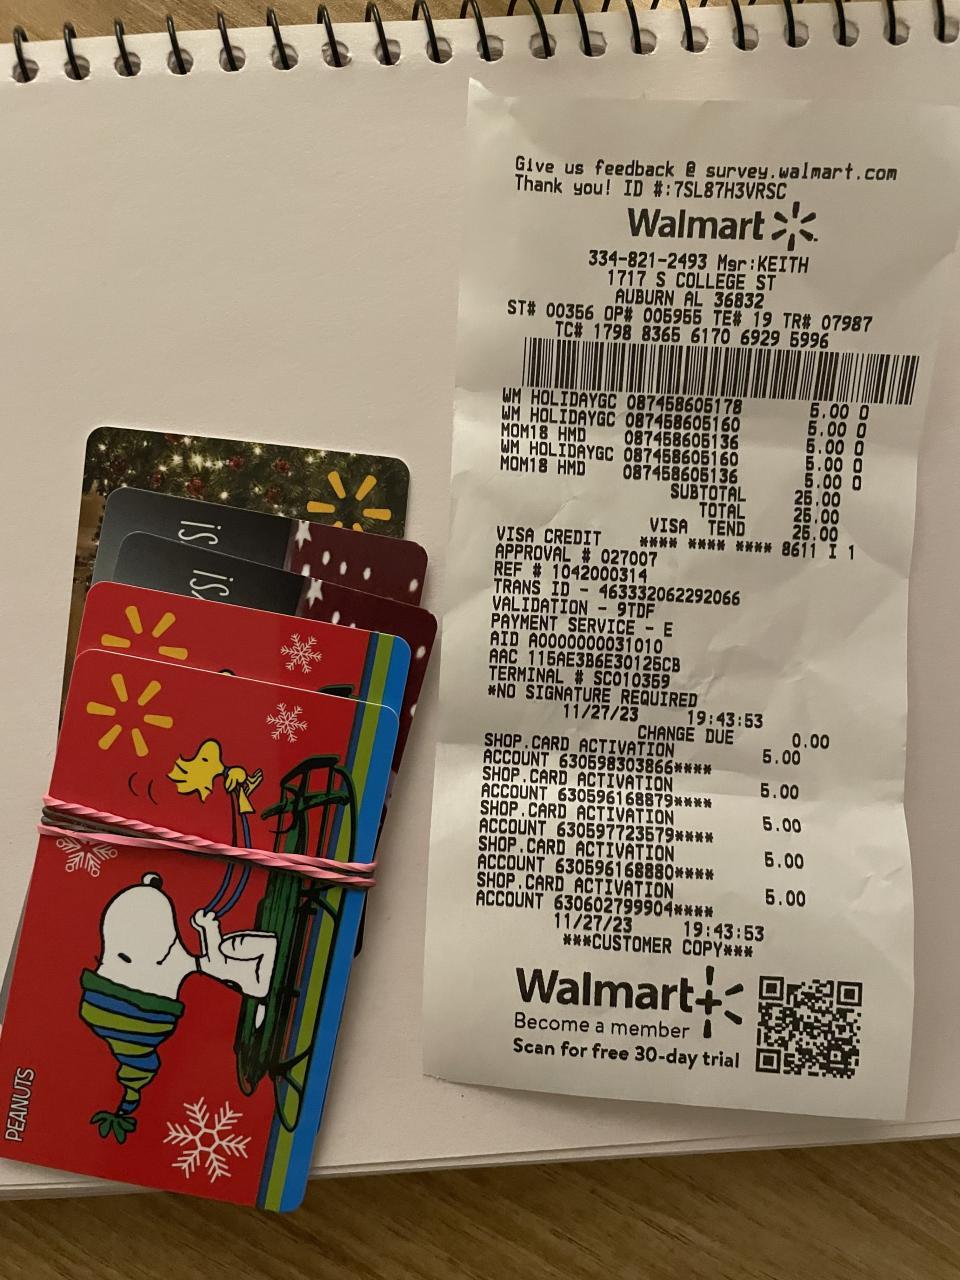 Give us feedback @ survey.walmart.com
Thank you! ID #:7SL87H3VRSC
Walmart
334-821-2493 Mgr:KEITH
1717 S COLLEGE ST
AUBURN AL 36832
ST# 00356 OP# 005955 TE# 19 TR# 07987
TC# 1798 8365 6170 6929 5996
WM HOLIDAYGC 087458605178 5.00 O
WM HOLIDAYGC 087458605160 5.00 O
MOM18 HMD 087458605136 5.00 O
WM HOLIDAYGC 087458605160 5.00 O
MOM18 HMD 087458605136 5.00 O
SUBTOTAL 25.00
TOTAL 25.00
VISA TEND 25.00
VISA CREDIT **** **** **** 8611 I 1
APPROVAL # 027007
REF # 1042000314
TRANS ID - 463332062292066
VALIDATION - 9TDF
PAYMENT SERVICE - E
AID A0000000031010
AAC 115AE3B6E30125CB
TERMINAL # SC010359
*NO SIGNATURE REQUIRED
11/27/23 19:43:53
CHANGE DUE 0.00
SHOP.CARD ACTIVATION 5.00
ACCOUNT 630598303866****
SHOP.CARD ACTIVATION 5.00
ACCOUNT 630596168879****
SHOP.CARD ACTIVATION 5.00
ACCOUNT 630597723579****
SHOP.CARD ACTIVATION 5.00
ACCOUNT 630596168880****
SHOP.CARD ACTIVATION 5.00
ACCOUNT 630602799904****
11/27/23 19:43:53
***CUSTOMER COPY***
Walmart+
Become a member
Scan for free 30-day trial
is
is
PEANUTS